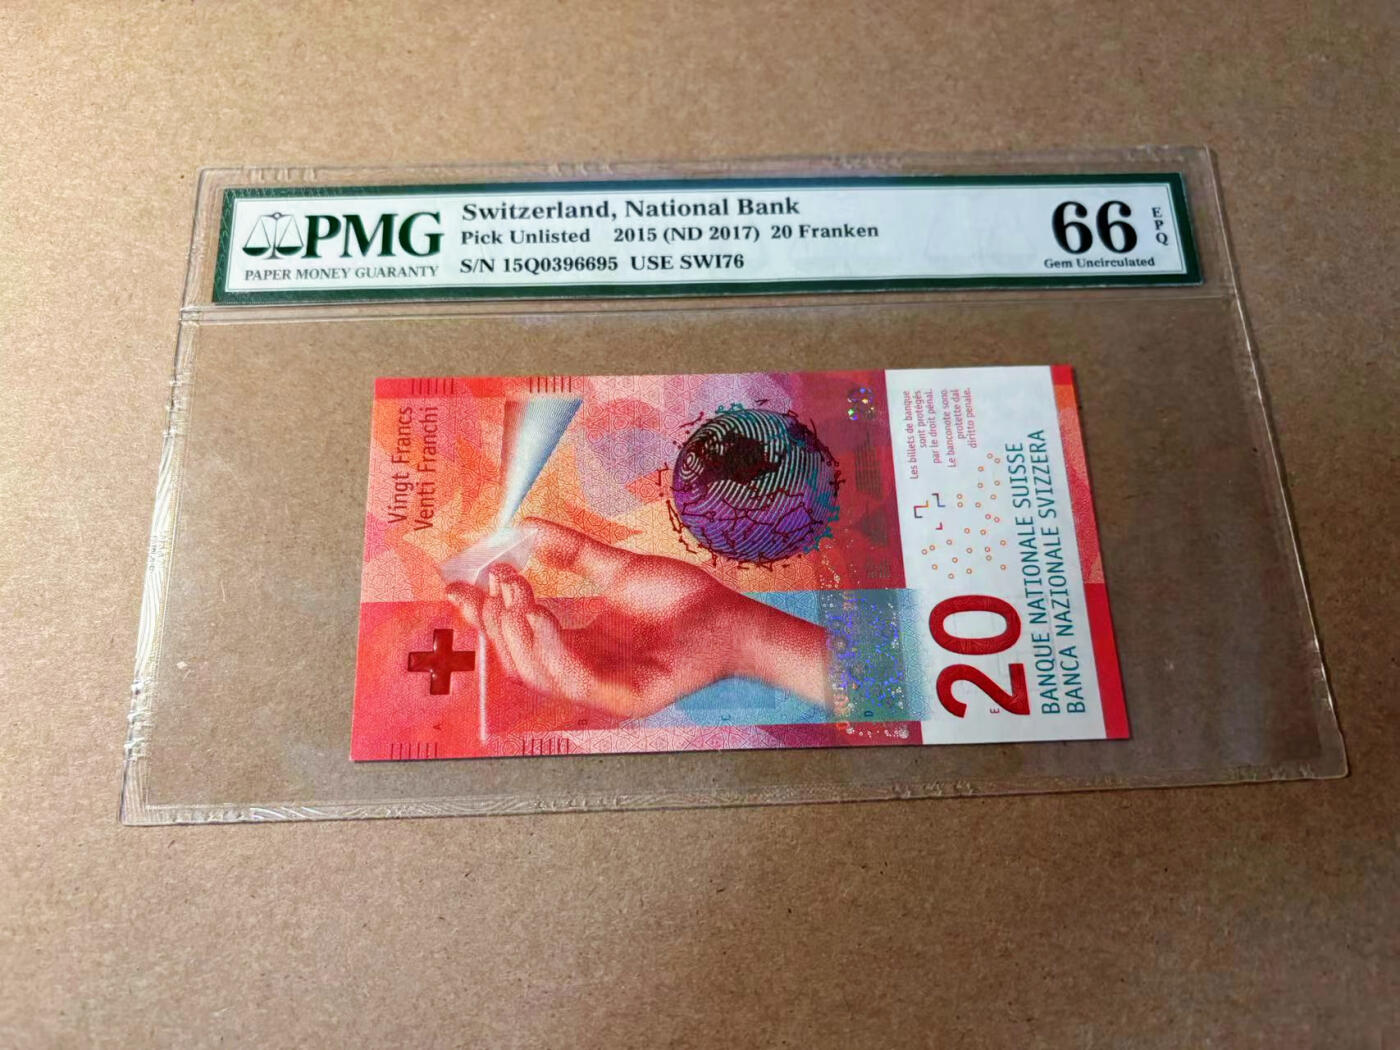 PMG
PAPER MONEY GUARANTY
Switzerland, National Bank
Pick Unlisted 2015 (ND 2017) 20 Franken
S/N 15Q0396695 USE SWI76
66
EPQ
Gem Uncirculated
Vingt Francs
Venti Franchi
Les billets de banque
sont protégés
par le droit pénal.
Le banconote sono
protette dal
diritto penale.
20
BANQUE NATIONALE SUISSE
BANCA NAZIONALE SVIZZERA
A
B
C
D
E